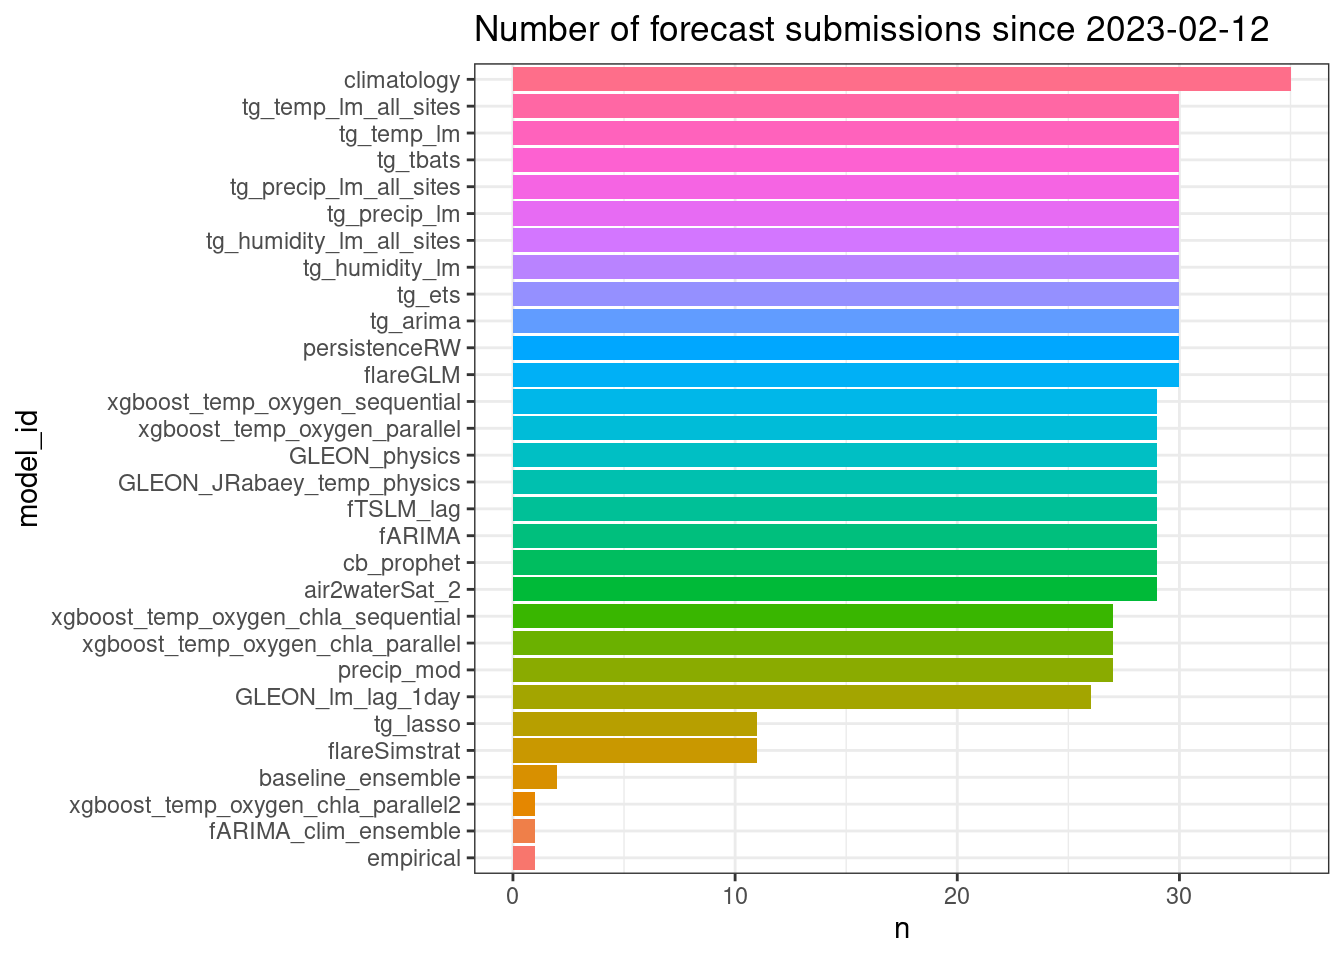 Number of forecast submissions since 2023-02-12
climatology
tg_temp_lm_all_sites
tg_temp_lm
tg_tbats
tg_precip_lm_all_sites
tg_precip_lm
tg_humidity_lm_all_sites
tg_humidity_lm
tg_ets
tg_arima
persistenceRW
flareGLM
xgboost_temp_oxygen_sequential
xgboost_temp_oxygen_parallel
GLEON_physics
GLEON_JRabaey_temp_physics
fTSLM_lag
fARIMA
cb_prophet
air2waterSat_2
xgboost_temp_oxygen_chla_sequential
xgboost_temp_oxygen_chla_parallel
precip_mod
GLEON_lm_lag_1day
tg_lasso
flareSimstrat
baseline_ensemble
xgboost_temp_oxygen_chla_parallel2
fARIMA_clim_ensemble
empirical
model_id
0 10 20 30
n